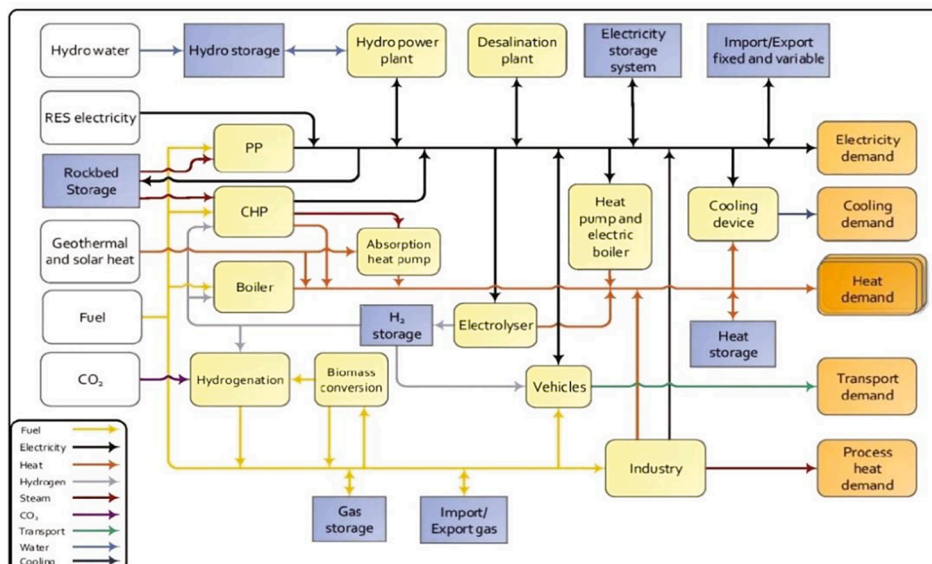 Hydro water
Hydro storage
Hydro power
plant
Desalination
plant
Electricity
storage
system
Import/Export
fixed and variable
RES electricity
PP
Electricity
demand
Rockbed
Storage
CHP
Heat
pump and
electric
boiler
Cooling
device
Cooling
demand
Geothermal
and solar heat
Absorption
heat pump
Boiler
Heat
demand
Fuel
H₂
storage
Electrolyser
Heat
storage
CO₂
Hydrogenation
Biomass
conversion
Vehicles
Transport
demand
Fuel
Electricity
Heat
Hydrogen
Steam
CO₂
Transport
Water
Cooling
Gas
storage
Import/
Export gas
Industry
Process
heat
demand